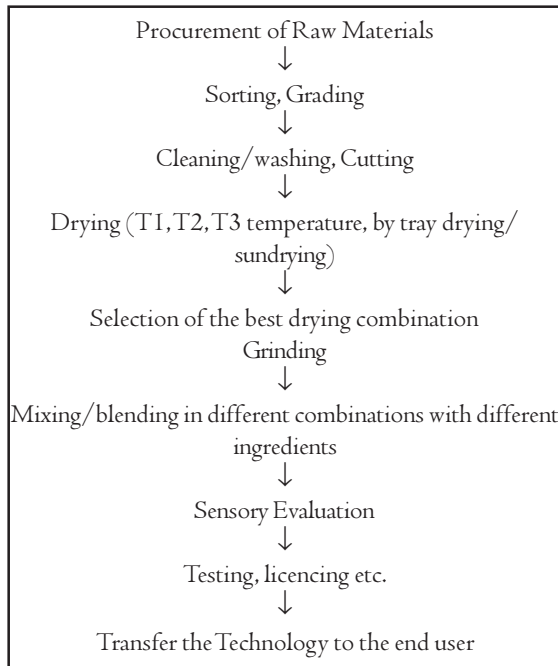 Procurement of Raw Materials
↓
Sorting, Grading
↓
Cleaning/washing, Cutting
↓
Drying (T1,T2,T3 temperature, by tray drying/
sundrying)
↓
Selection of the best drying combination
Grinding
↓
Mixing/blending in different combinations with different
ingredients
↓
Sensory Evaluation
↓
Testing, licencing etc.
↓
Transfer the Technology to the end user